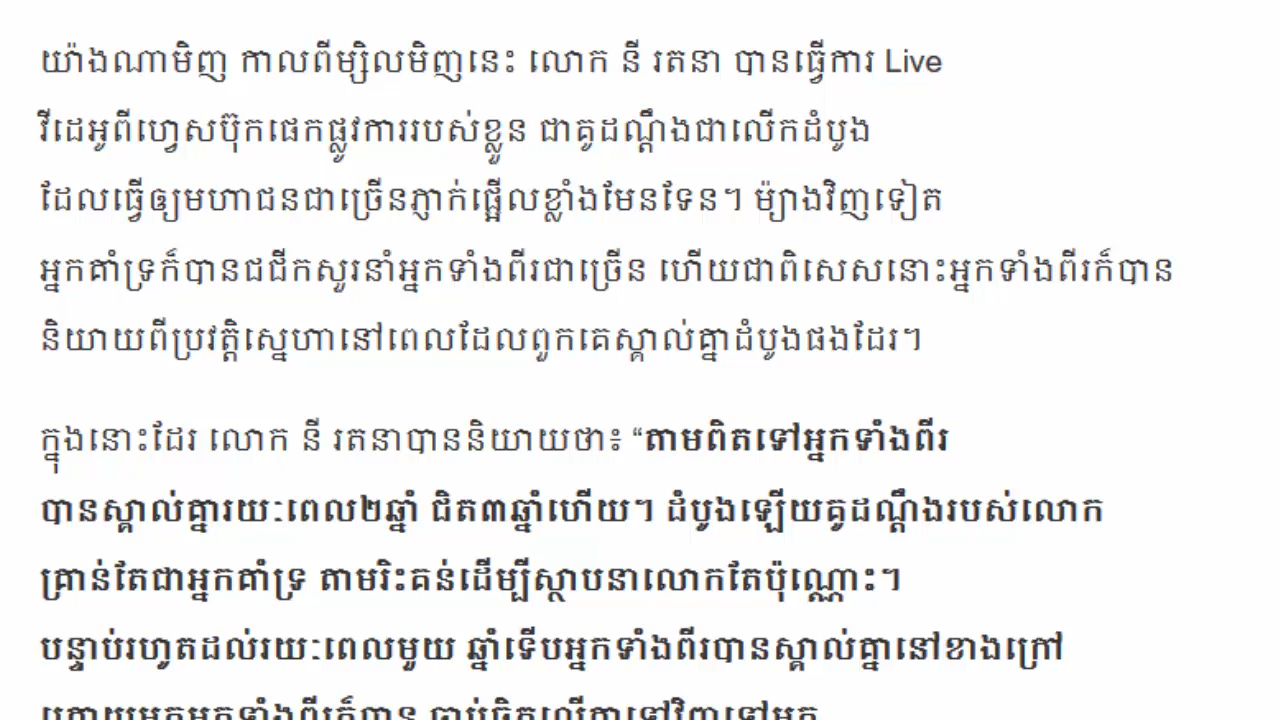 យ៉ាងណាមិញ កាលពីម្សិលមិញនេះ លោក នី រតនា បានធ្វើការ Live
វីដេអូពីហ្វេសប៊ុកផេកផ្លូវការរបស់ខ្លួន ជាគូដណ្តឹងជាលើកដំបូង
ដែលធ្វើឲ្យមហាជនជាច្រើនភ្ញាក់ផ្អើលខ្លាំងមែនទែន។ ម៉្យាងវិញទៀត
អ្នកគាំទ្រក៏បានជជីកសួរនាំអ្នកទាំងពីរជាច្រើន ហើយជាពិសេសនោះអ្នកទាំងពីរក៏បាន
និយាយពីប្រវត្តិស្នេហានៅពេលដែលពួកគេស្គាល់គ្នាដំបូងផងដែរ។
ក្នុងនោះដែរ លោក នី រតនាបាននិយាយថា៖ “តាមពិតទៅអ្នកទាំងពីរ
បានស្គាល់គ្នារយៈពេល២ឆ្នាំ ជិត៣ឆ្នាំហើយ។ ដំបូងឡើយគូដណ្តឹងរបស់លោក
គ្រាន់តែជាអ្នកគាំទ្រ តាមរិះគន់ដើម្បីស្ថាបនាលោកតែប៉ុណ្ណោះ។
បន្ទាប់រហូតដល់រយៈពេលមួយ ឆ្នាំទើបអ្នកទាំងពីរបានស្គាល់គ្នានៅខាងក្រៅ